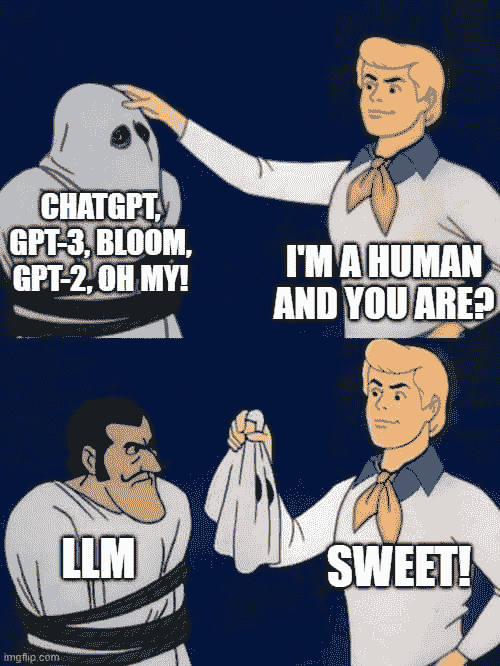 CHATGPT,
GPT-3, BLOOM,
GPT-2, OH MY!
I'M A HUMAN
AND YOU ARE?
LLM
SWEET!
imgflip.com